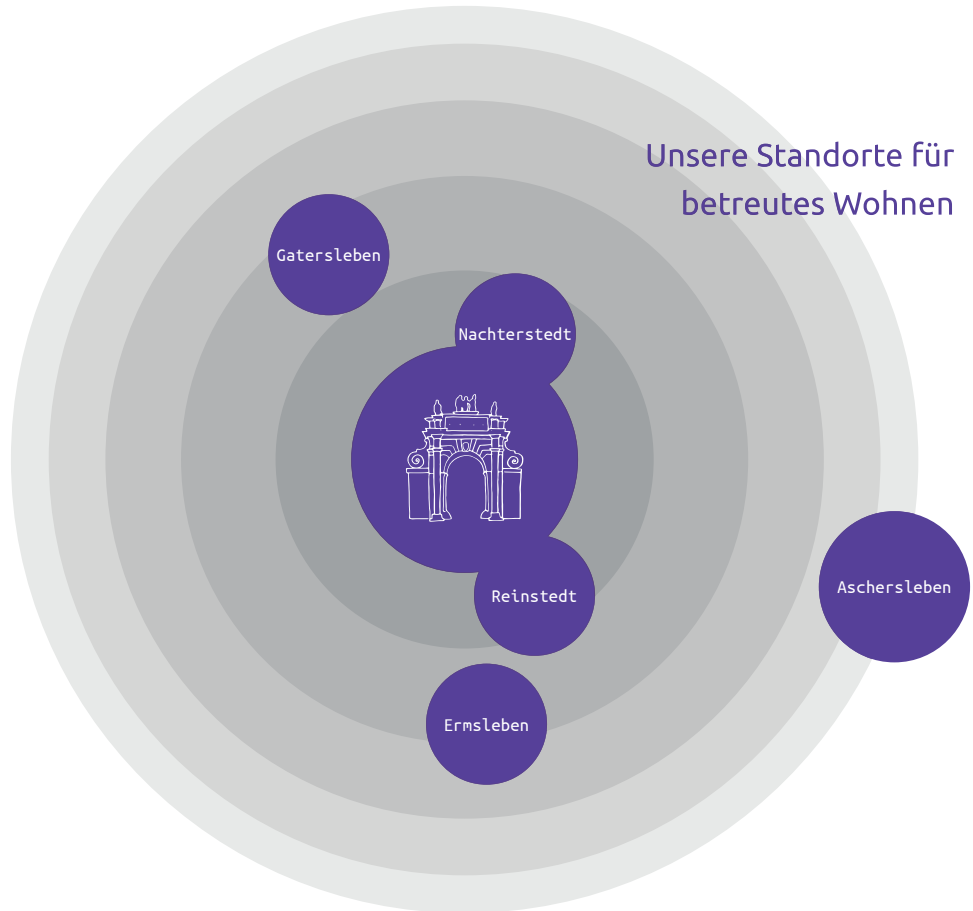 Unsere Standorte für
betreutes Wohnen
Gatersleben
Nachterstedt
Aschersleben
Reinstedt
Ermsleben